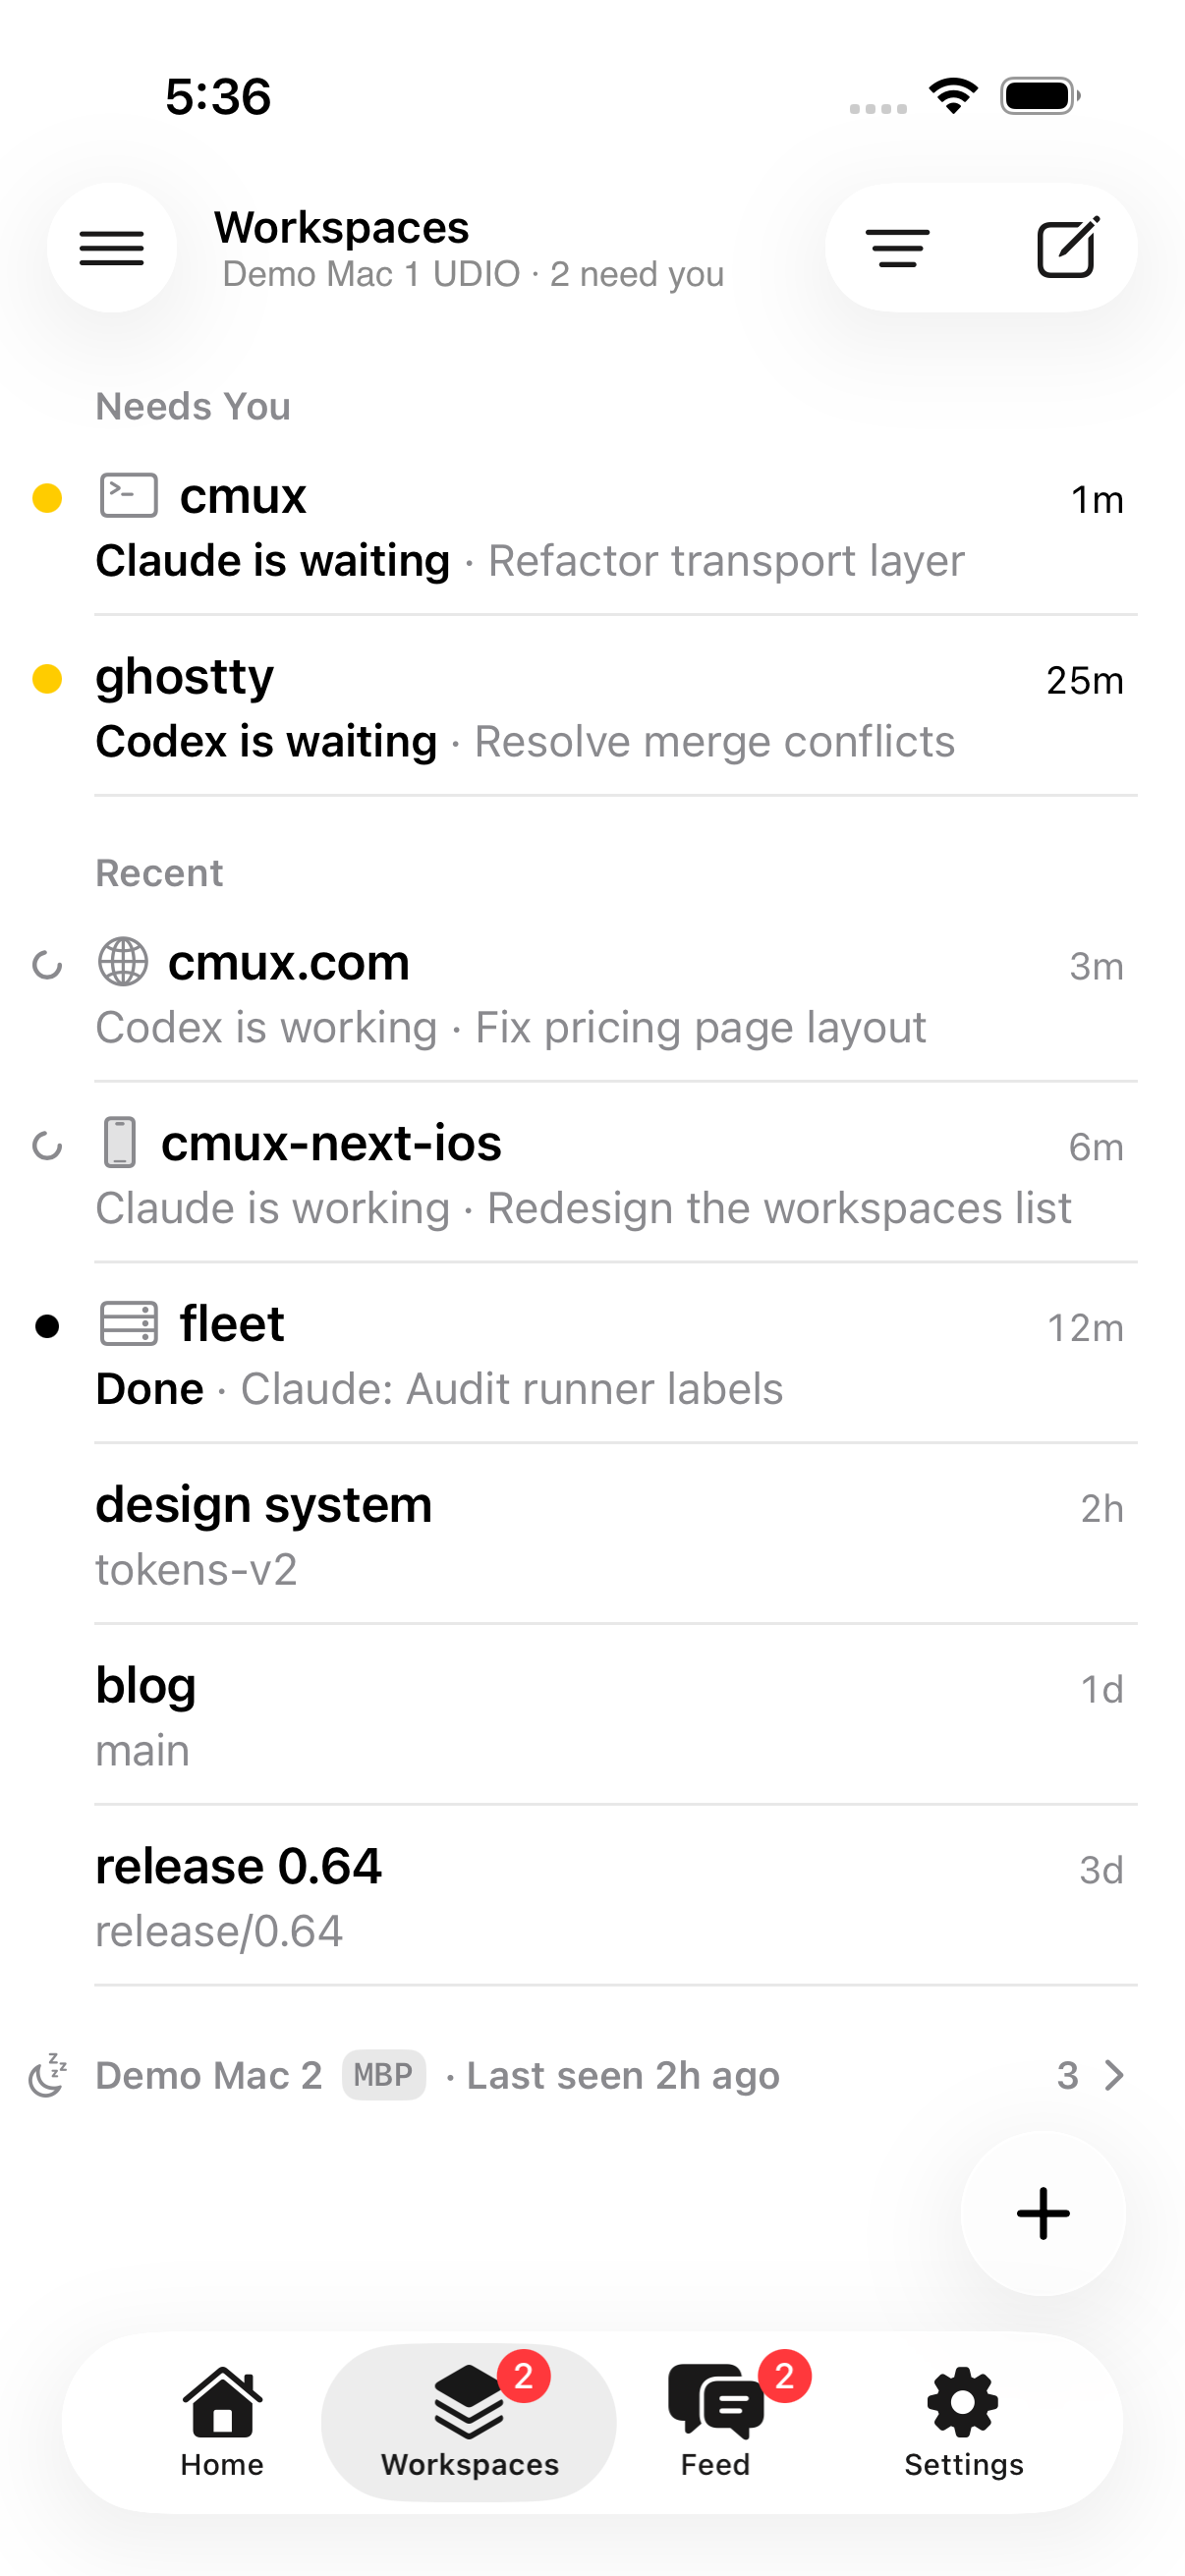 5:36
Workspaces
Demo Mac 1 UDIO · 2 need you
Needs You
cmux 1m
Claude is waiting · Refactor transport layer
ghostty 25m
Codex is waiting · Resolve merge conflicts
Recent
cmux.com 3m
Codex is working · Fix pricing page layout
cmux-next-ios 6m
Claude is working · Redesign the workspaces list
fleet 12m
Done · Claude: Audit runner labels
design system 2h
tokens-v2
blog 1d
main
release 0.64 3d
release/0.64
Demo Mac 2 MBP · Last seen 2h ago 3
2 2
Home Workspaces Feed Settings